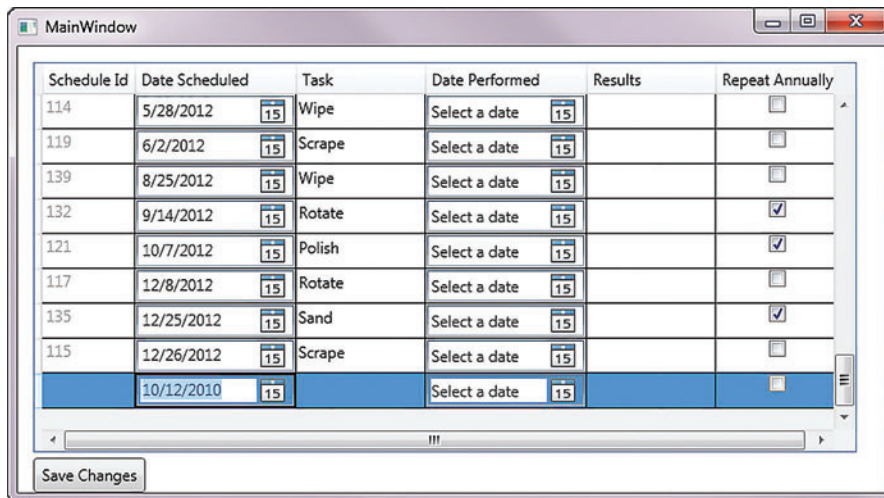 MainWindow
Schedule Id Date Scheduled Task Date Performed Results Repeat Annually
114 5/28/2012 15 Wipe Select a date 15
119 6/2/2012 15 Scrape Select a date 15
139 8/25/2012 15 Wipe Select a date 15
132 9/14/2012 15 Rotate Select a date 15
121 10/7/2012 15 Polish Select a date 15
117 12/8/2012 15 Rotate Select a date 15
135 12/25/2012 15 Sand Select a date 15
115 12/26/2012 15 Scrape Select a date 15
10/12/2010 15 Select a date 15
Save Changes